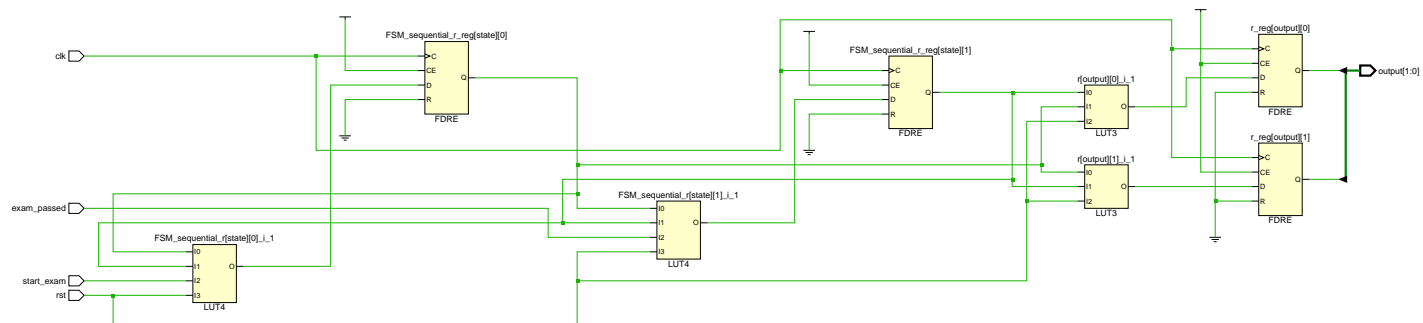 r_reg[output][0]
FSM_sequential_r_reg[state][0]
FSM_sequential_r_reg[state][1]
clk
C
CE
D
R
Q
FDRE
C
CE
D
R
Q
FDRE
r[output][0]_i_1
I0
I1
I2
O
LUT3
C
CE
D
R
Q
FDRE
output[1:0]
r_reg[output][1]
C
CE
D
R
Q
FDRE
r[output][1]_i_1
I0
I1
I2
O
LUT3
FSM_sequential_r[state][1]_i_1
exam_passed
I0
I1
I2
I3
O
LUT4
FSM_sequential_r[state][0]_i_1
I0
I1
I2
I3
O
LUT4
start_exam
rst